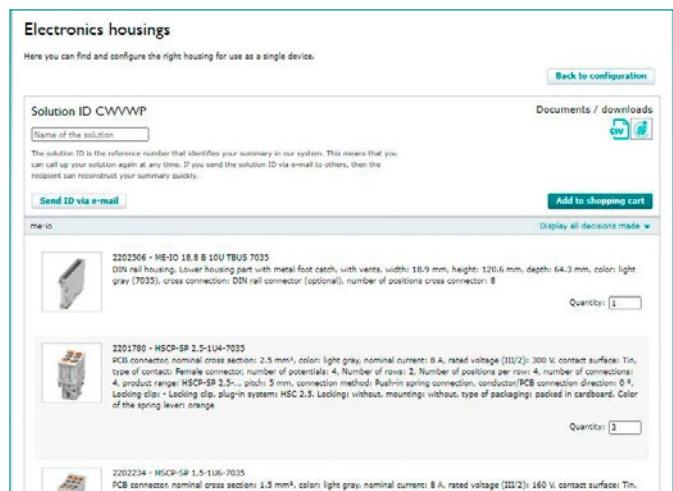 Electronics housings
Here you can find and configure the right housing for use as a single device.
Back to configuration
Solution ID CWVWP
Documents / downloads
Name of the solution
CSV
The solution ID is the reference number that identifies your summary in our system. This means that you
can call up your solution again at any time. If you send the solution ID via e-mail to others, then the
recipient can reconstruct your summary quickly.
Send ID via e-mail
Add to shopping cart
me-io
Display all decisions made
2202506 - ME-IO 18,8 B 10U TBUS 7035
DIN rail housing, Lower housing part with metal foot catch, with vents, width: 18.9 mm, height: 120.6 mm, depth: 64.3 mm, color: light
gray (7035), cross connection: DIN rail connector (optional), number of positions cross connector: 8
Quantity: 1
2201780 - HSCP-SP 2,5-1U4-7035
PCB connector, nominal cross section: 2.5 mm², color: light gray, nominal current: 8 A, rated voltage (III/2): 300 V, contact surface: Tin,
type of contact: Female connector, number of potentials: 4, Number of rows: 2, Number of positions per row: 4, number of connections:
4, product range: HSCP-SP 2,5-.., pitch: 5 mm, connection method: Push-in spring connection, conductor/PCB connection direction: 0 °,
Locking clip: - Locking clip, plug-in system: HSC 2,5, Locking: without, mounting: without, type of packaging: packed in cardboard, Color
of the spring lever: orange
Quantity: 3
2202234 - HSCP-SP 1,5-1U6-7035
PCB connector, nominal cross section: 1.5 mm², color: light gray, nominal current: 8 A, rated voltage (III/2): 160 V, contact surface: Tin,